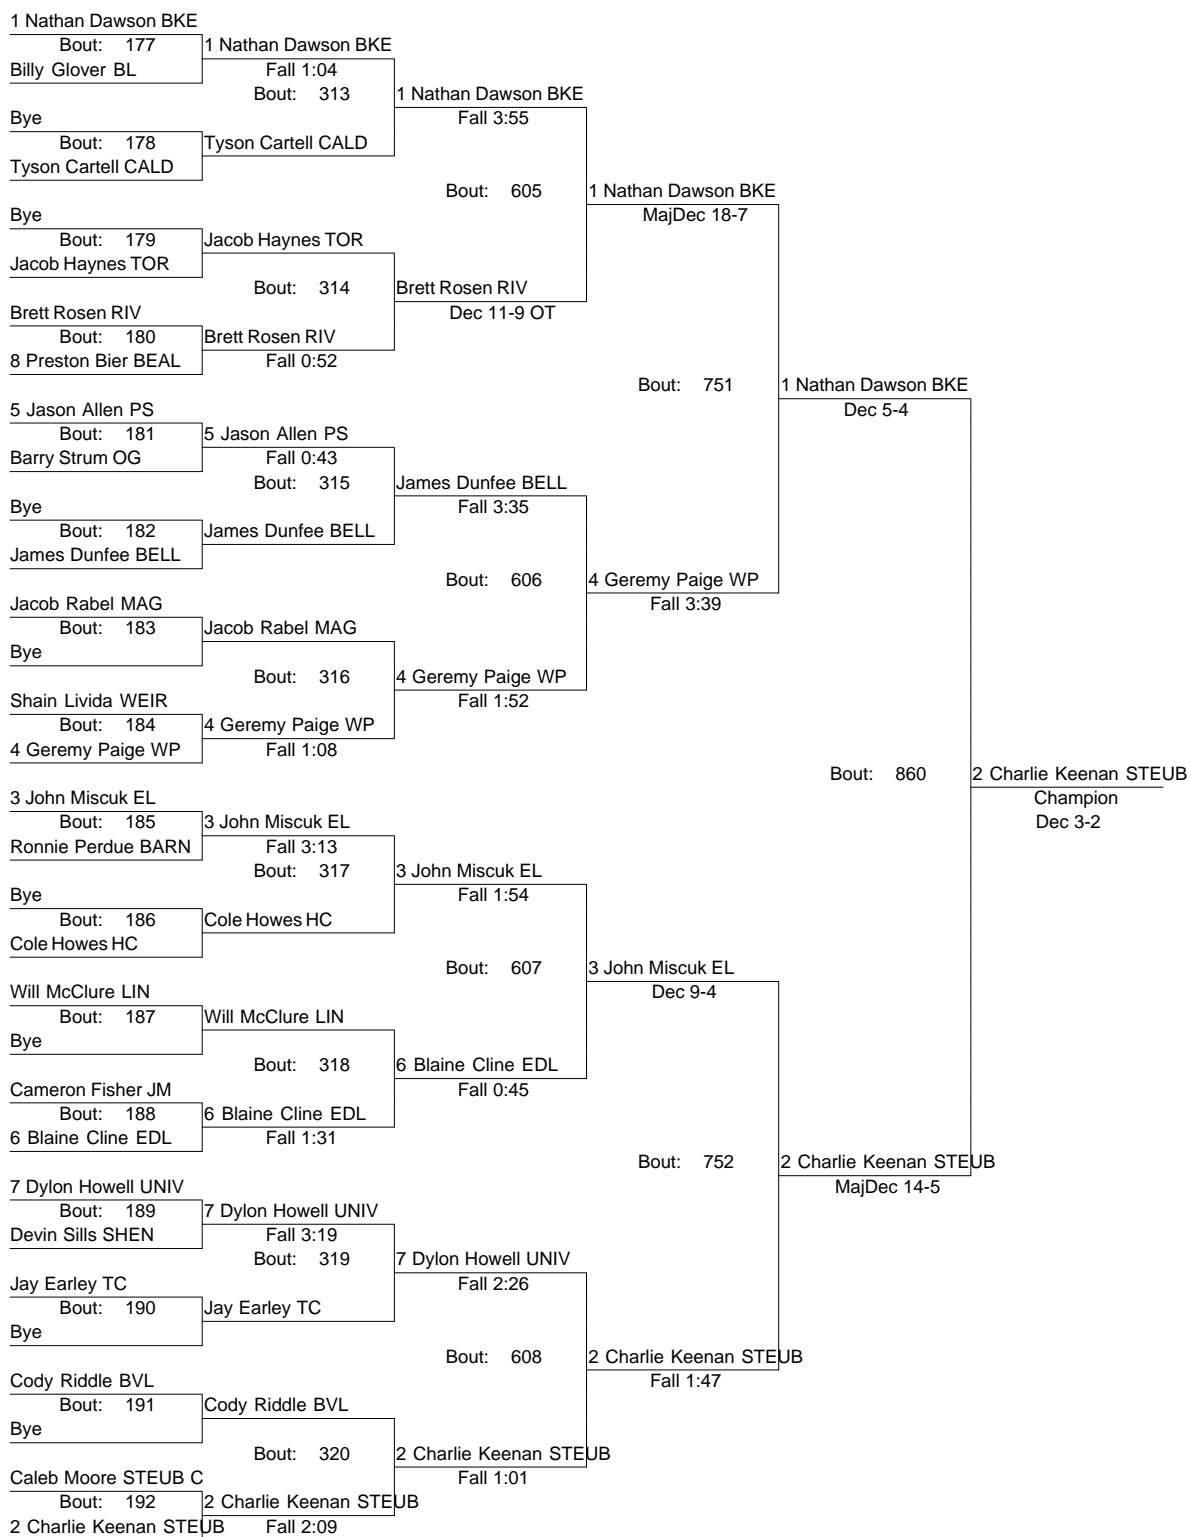 1 Nathan Dawson BKE
Bout: 177
Billy Glover BL
Bye
Bout: 178
Tyson Cartell CALD
Bye
Bout: 179
Jacob Haynes TOR
Brett Rosen RIV
Bout: 180
8 Preston Bier BEAL
5 Jason Allen PS
Bout: 181
Barry Strum OG
Bye
Bout: 182
James Dunfee BELL
Jacob Rabel MAG
Bout: 183
Bye
Shain Livida WEIR
Bout: 184
4 Geremy Paige WP
3 John Miscuk EL
Bout: 185
Ronnie Perdue BARN
Bye
Bout: 186
Cole Howes HC
Will McClure LIN
Bout: 187
Bye
Cameron Fisher JM
Bout: 188
6 Blaine Cline EDL
7 Dylon Howell UNIV
Bout: 189
Devin Sills SHEN
Jay Earley TC
Bout: 190
Bye
Cody Riddle BVL
Bout: 191
Bye
Caleb Moore STEUB C
Bout: 192
2 Charlie Keenan STEUB
1 Nathan Dawson BKE
Fall 1:04
Bout: 313
Tyson Cartell CALD
Jacob Haynes TOR
Bout: 314
Brett Rosen RIV
Fall 0:52
5 Jason Allen PS
Fall 0:43
Bout: 315
James Dunfee BELL
Jacob Rabel MAG
Bout: 316
4 Geremy Paige WP
Fall 1:08
3 John Miscuk EL
Fall 3:13
Bout: 317
Cole Howes HC
Will McClure LIN
Bout: 318
6 Blaine Cline EDL
Fall 1:31
7 Dylon Howell UNIV
Fall 3:19
Bout: 319
Jay Earley TC
Cody Riddle BVL
Bout: 320
2 Charlie Keenan STEUB
Fall 2:09
1 Nathan Dawson BKE
Fall 3:55
Bout: 605
Brett Rosen RIV
Dec 11-9 OT
James Dunfee BELL
Fall 3:35
Bout: 606
4 Geremy Paige WP
Fall 1:52
3 John Miscuk EL
Fall 1:54
Bout: 607
6 Blaine Cline EDL
Fall 0:45
7 Dylon Howell UNIV
Fall 2:26
Bout: 608
2 Charlie Keenan STEUB
Fall 1:01
1 Nathan Dawson BKE
MajDec 18-7
Bout: 751
4 Geremy Paige WP
Fall 3:39
3 John Miscuk EL
Dec 9-4
Bout: 752
2 Charlie Keenan STEUB
Fall 1:47
1 Nathan Dawson BKE
Dec 5-4
Bout: 860
2 Charlie Keenan STEUB
MajDec 14-5
2 Charlie Keenan STEUB
Champion
Dec 3-2